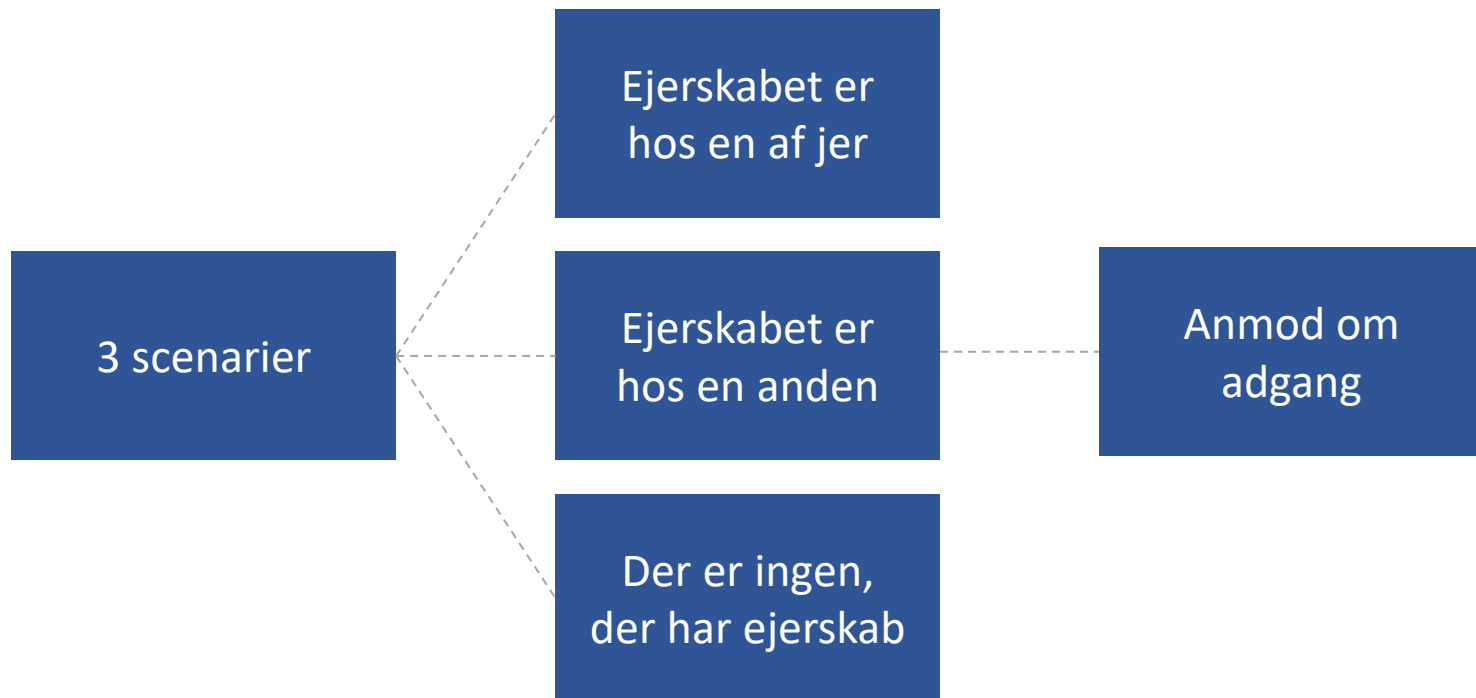 3 scenarier
Ejerskabet er
hos en af jer
Ejerskabet er
hos en anden
Anmod om
adgang
Der er ingen,
der har ejerskab